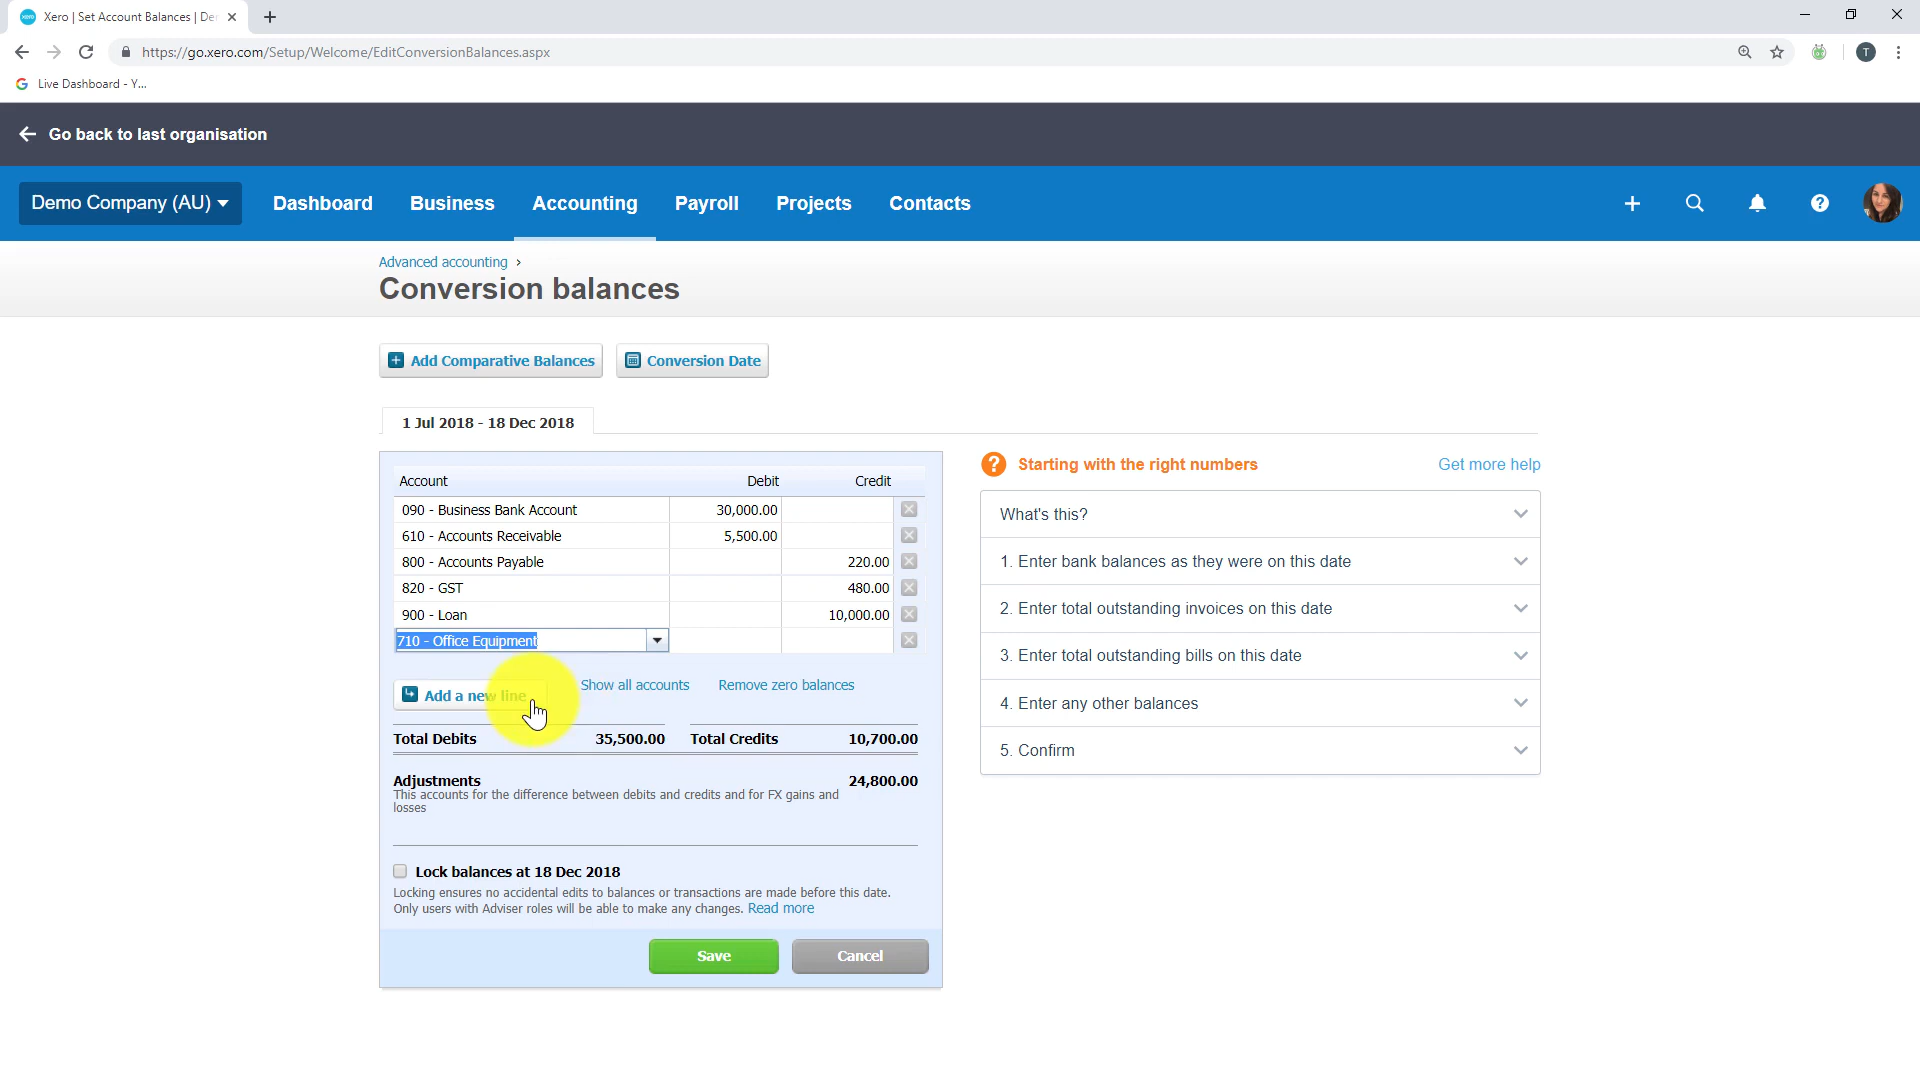 Xero | Set Account Balances | De
https://go.xero.com/Setup/Welcome/EditConversionBalances.aspx
T
Live Dashboard - Y...
Go back to last organisation
Demo Company (AU)
Dashboard
Business
Accounting
Payroll
Projects
Contacts
Advanced accounting ›
Conversion balances
Add Comparative Balances
Conversion Date
1 Jul 2018 - 18 Dec 2018
Account Debit Credit
090 - Business Bank Account 30,000.00
610 - Accounts Receivable 5,500.00
800 - Accounts Payable 220.00
820 - GST 480.00
900 - Loan 10,000.00
710 - Office Equipment
Add a new line
Show all accounts
Remove zero balances
Total Debits 35,500.00 Total Credits 10,700.00
Adjustments 24,800.00
This accounts for the difference between debits and credits and for FX gains and
losses
Lock balances at 18 Dec 2018
Locking ensures no accidental edits to balances or transactions are made before this date.
Only users with Adviser roles will be able to make any changes. Read more
Save
Cancel
Starting with the right numbers
Get more help
What's this?
1. Enter bank balances as they were on this date
2. Enter total outstanding invoices on this date
3. Enter total outstanding bills on this date
4. Enter any other balances
5. Confirm